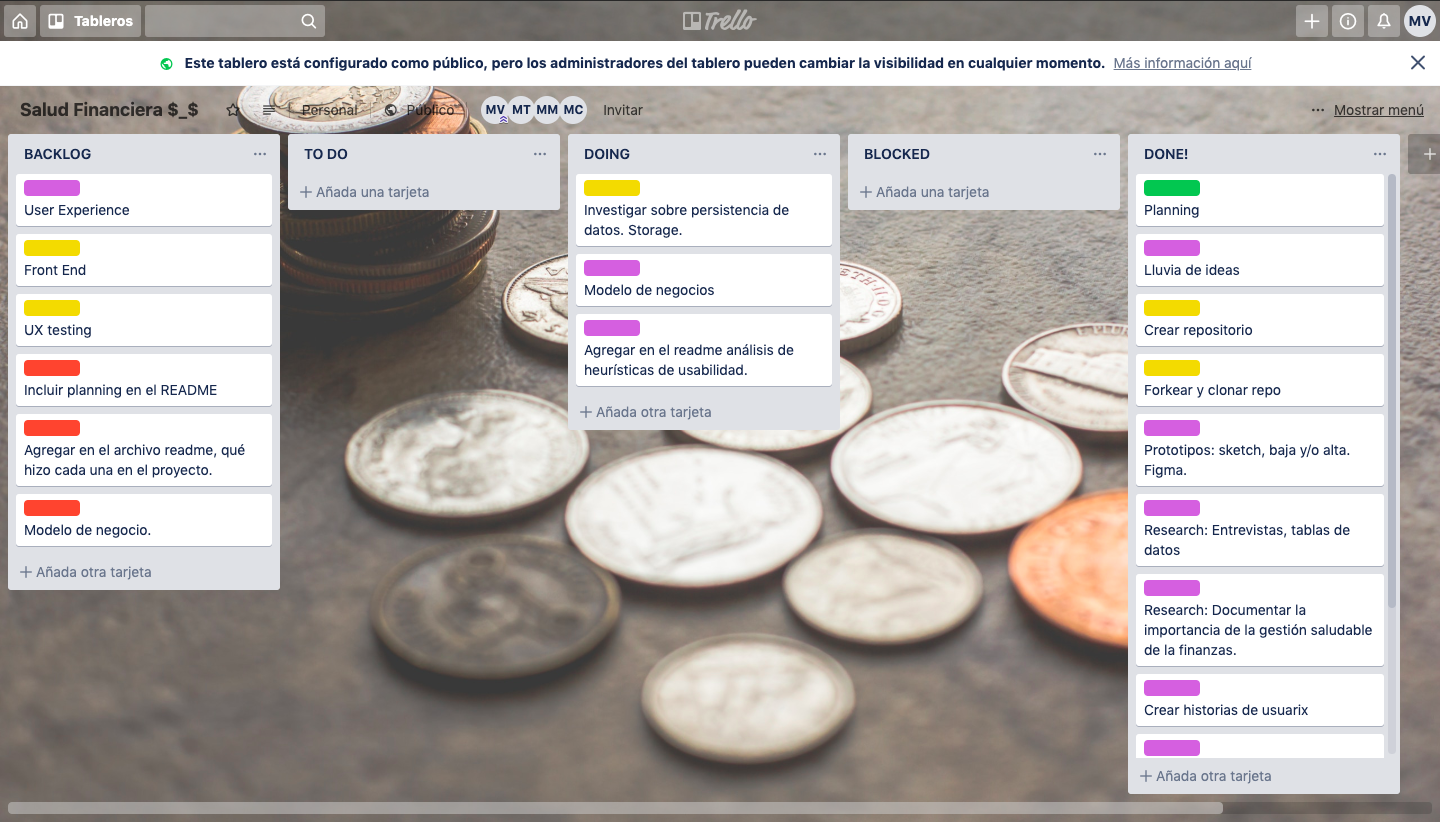 Tableros
Trello
MV
Este tablero está configurado como público, pero los administradores del tablero pueden cambiar la visibilidad en cualquier momento. Más información aquí
Salud Financiera $_$
Personal
Público
MV MT MM MC
Invitar
... Mostrar menú
BACKLOG
User Experience
Front End
UX testing
Incluir planning en el README
Agregar en el archivo readme, qué
hizo cada una en el proyecto.
Modelo de negocio.
+ Añada otra tarjeta
TO DO
+ Añada una tarjeta
DOING
Investigar sobre persistencia de
datos. Storage.
Modelo de negocios
Agregar en el readme análisis de
heurísticas de usabilidad.
+ Añada otra tarjeta
BLOCKED
+ Añada una tarjeta
DONE!
Planning
Lluvia de ideas
Crear repositorio
Forkear y clonar repo
Prototipos: sketch, baja y/o alta.
Figma.
Research: Entrevistas, tablas de
datos
Research: Documentar la
importancia de la gestión saludable
de la finanzas.
Crear historias de usuarix
+ Añada otra tarjeta